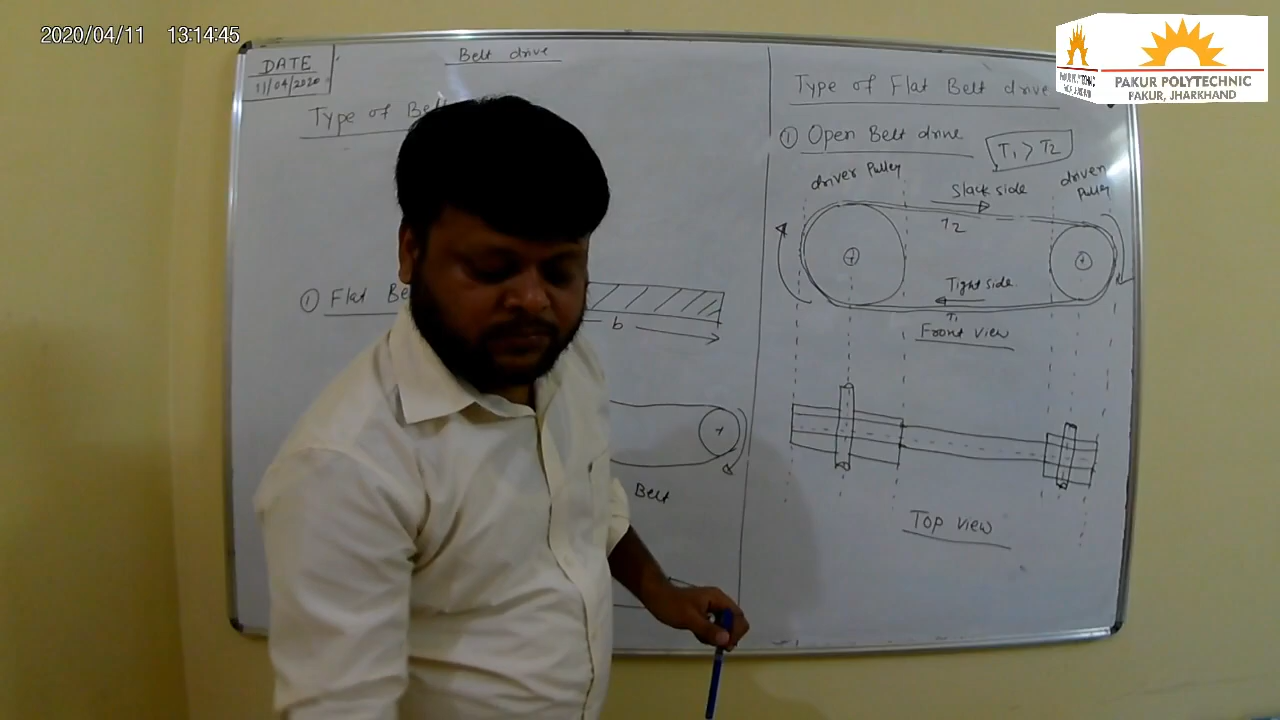 2020/04/11 13:14:45
PAKUR POLYTECHNIC
PAKUR, JHARKHAND
DATE
11/04/2020
Belt drive
Type of Belt
① Flat Be
b
Belt
Type of Flat Belt drive
① Open Belt drive
T1 > T2
driver Pulley
Slack side
driven
Pulley
T2
Tight side
T1
Front view
Top view